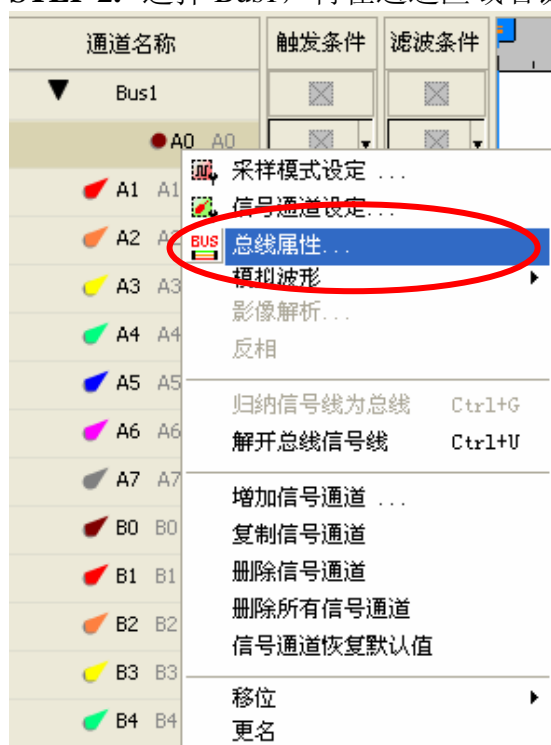 通道名称 触发条件 滤波条件
Bus1
A0 A0
采样模式设定 ...
A1 A1
信号通道设定...
A2 A2
BUS 总线属性...
模拟波形
A3 A3
影像解析...
A4 A4
反相
A5 A5
归纳信号线为总线 Ctrl+G
A6 A6
解开总线信号线 Ctrl+U
A7 A7
增加信号通道 ...
B0 B0
复制信号通道
B1 B1
删除信号通道
删除所有信号通道
B2 B2
信号通道恢复默认值
B3 B3
移位
B4 B4
更名